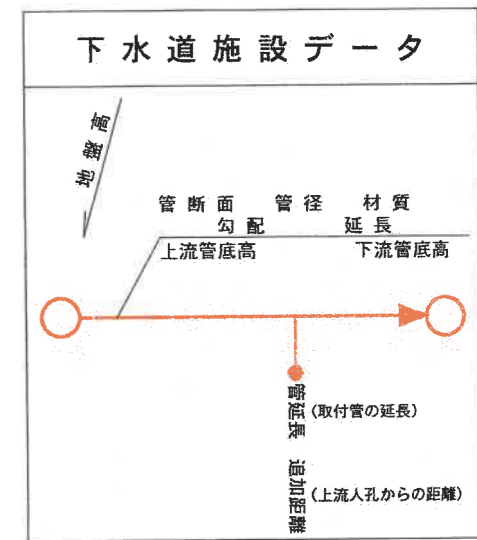 下水道施設データ
地盤高
管断面 管径 材質
勾配 延長
上流管底高 下流管底高
管延長 (取付管の延長)
追加距離 (上流人孔からの距離)